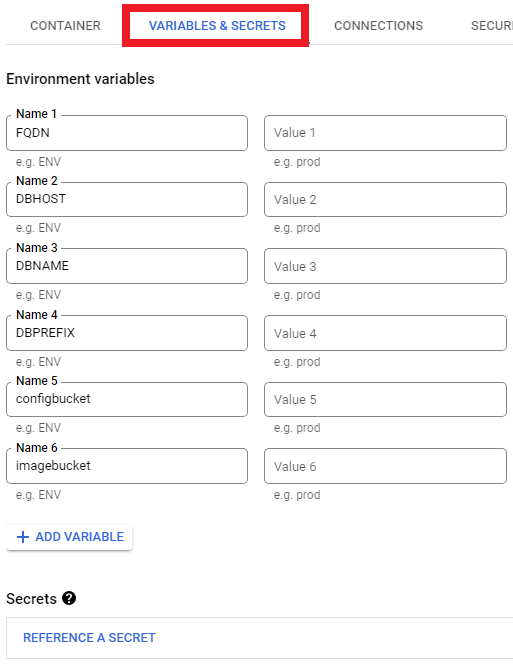 CONTAINER VARIABLES & SECRETS CONNECTIONS SECURI
Environment variables
Name 1
FQDN Value 1
e.g. ENV e.g. prod
Name 2
DBHOST Value 2
e.g. ENV e.g. prod
Name 3
DBNAME Value 3
e.g. ENV e.g. prod
Name 4
DBPREFIX Value 4
e.g. ENV e.g. prod
Name 5
configbucket Value 5
e.g. ENV e.g. prod
Name 6
imagebucket Value 6
e.g. ENV e.g. prod
+ ADD VARIABLE
Secrets ?
REFERENCE A SECRET